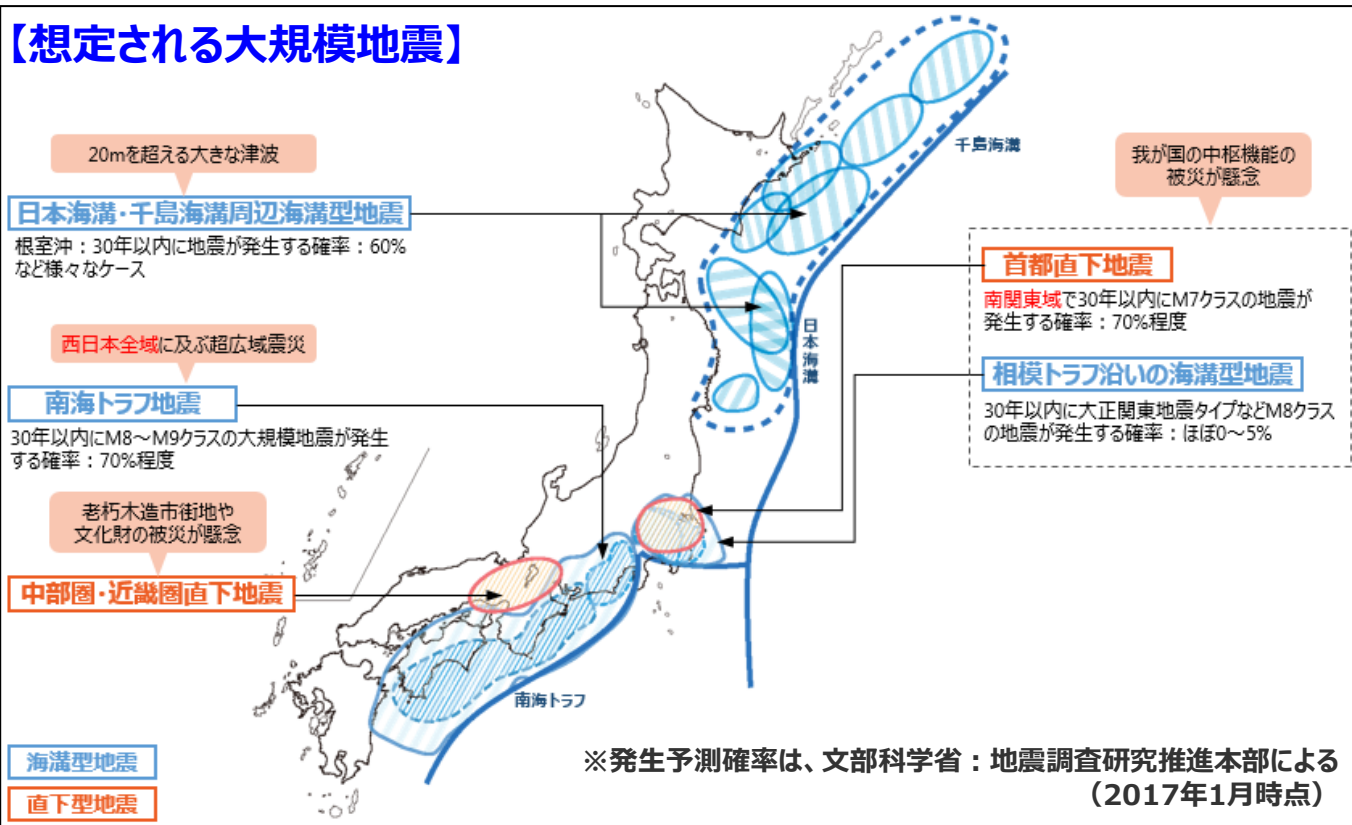 【想定される大規模地震】
20mを超える大きな津波
日本海溝・千島海溝周辺海溝型地震
根室沖：30年以内に地震が発生する確率：60%
など様々なケース
西日本全域に及ぶ超広域震災
南海トラフ地震
30年以内にM8～M9クラスの大規模地震が発生
する確率：70%程度
老朽木造市街地や
文化財の被災が懸念
中部圏・近畿圏直下地震
海溝型地震
直下型地震
千島海溝
日本海溝
南海トラフ
我が国の中枢機能の
被災が懸念
首都直下地震
南関東域で30年以内にM7クラスの地震が
発生する確率：70%程度
相模トラフ沿いの海溝型地震
30年以内に大正関東地震タイプなどM8クラス
の地震が発生する確率：ほぼ0～5%
※発生予測確率は、文部科学省：地震調査研究推進本部による
（2017年1月時点）